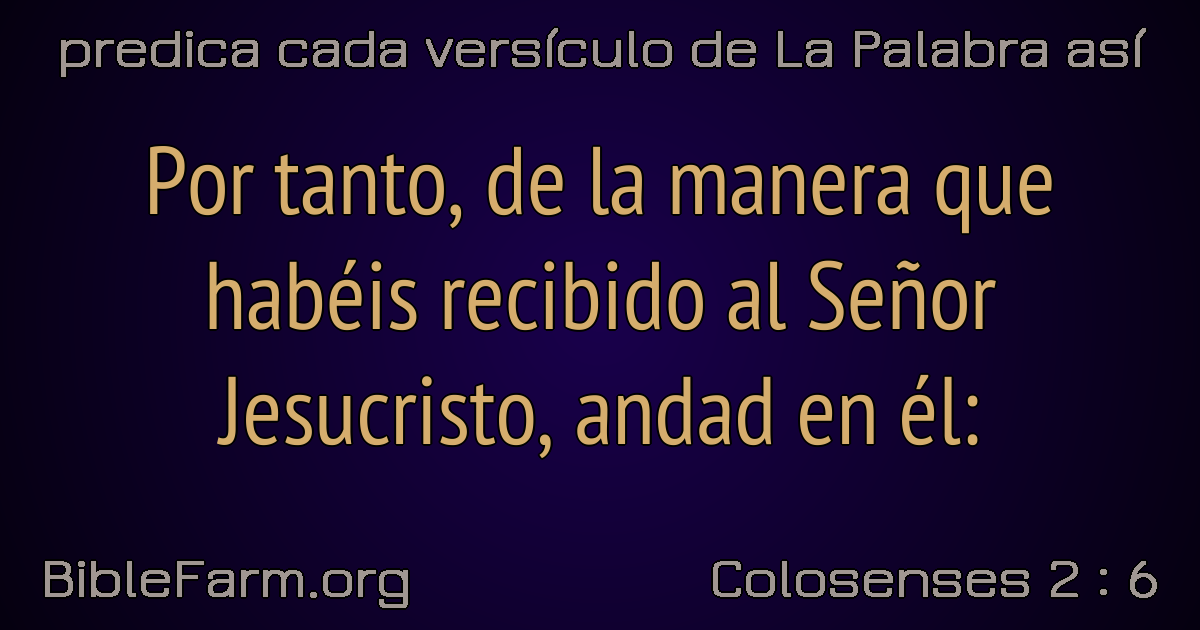 predica cada versículo de La Palabra así
Por tanto, de la manera que
habéis recibido al Señor
Jesucristo, andad en él:
BibleFarm.org
Colosenses 2 : 6